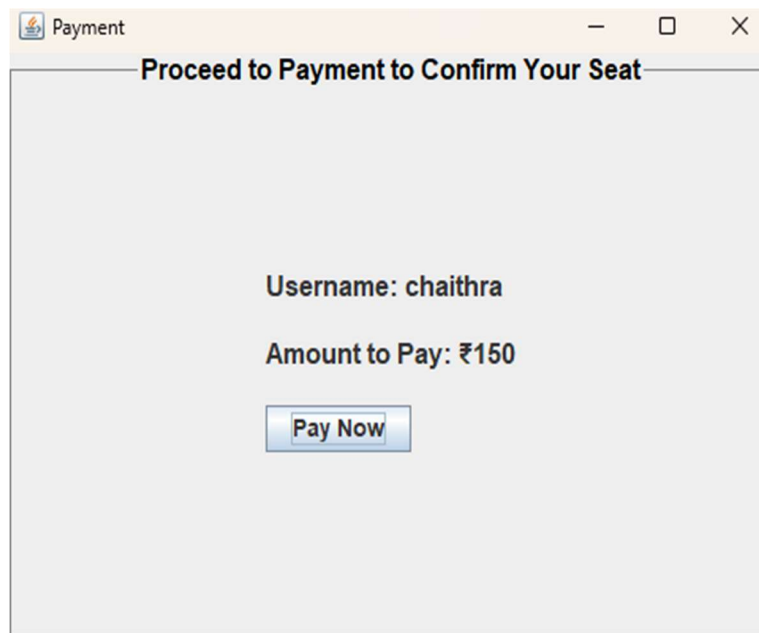 Payment
Proceed to Payment to Confirm Your Seat
Username: chaithra
Amount to Pay: ₹150
Pay Now